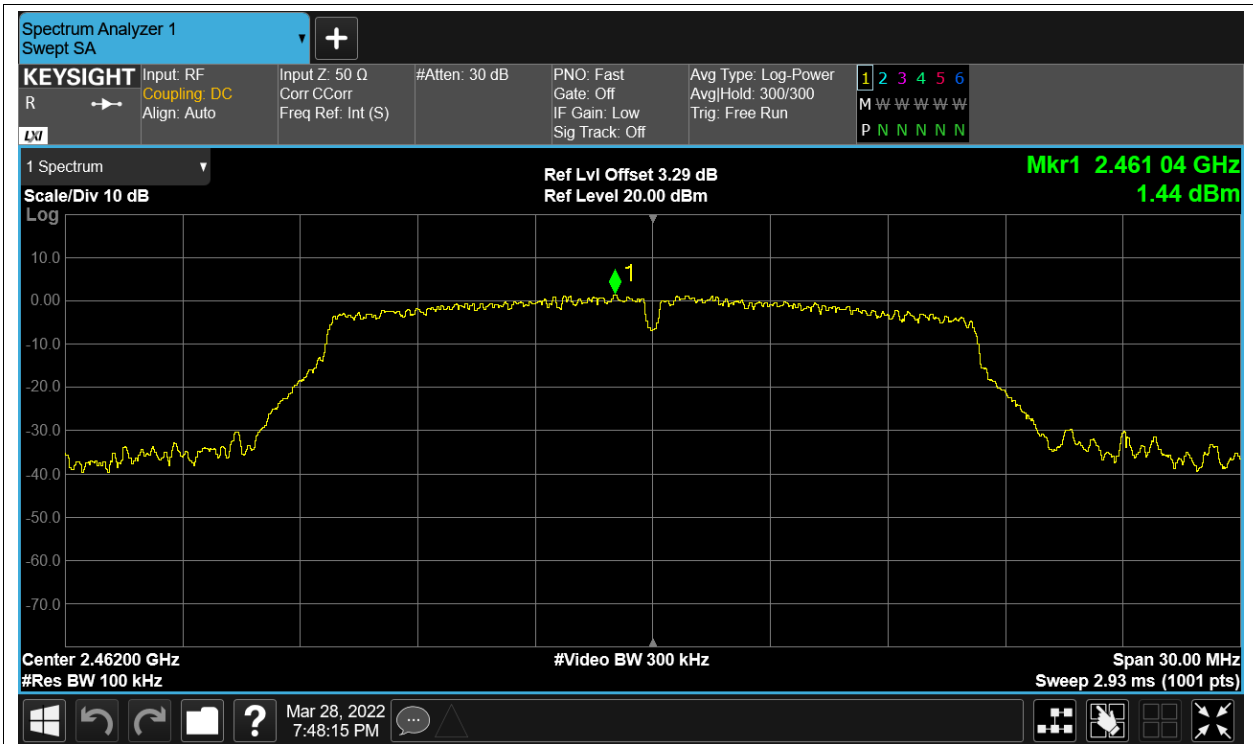 Spectrum Analyzer 1
Swept SA
KEYSIGHT
R
LXI
Input: RF
Coupling: DC
Align: Auto
Input Z: 50 Ω
Corr CCorr
Freq Ref: Int (S)
#Atten: 30 dB
PNO: Fast
Gate: Off
IF Gain: Low
Sig Track: Off
Avg Type: Log-Power
Avg|Hold: 300/300
Trig: Free Run
1 2 3 4 5 6
M W W W W W
P N N N N N
1 Spectrum
Scale/Div 10 dB
Ref Lvl Offset 3.29 dB
Ref Level 20.00 dBm
Mkr1 2.461 04 GHz
1.44 dBm
Log
1
10.0
0.00
-10.0
-20.0
-30.0
-40.0
-50.0
-60.0
-70.0
Center 2.46200 GHz
#Res BW 100 kHz
#Video BW 300 kHz
Span 30.00 MHz
Sweep 2.93 ms (1001 pts)
?
Mar 28, 2022
7:48:15 PM